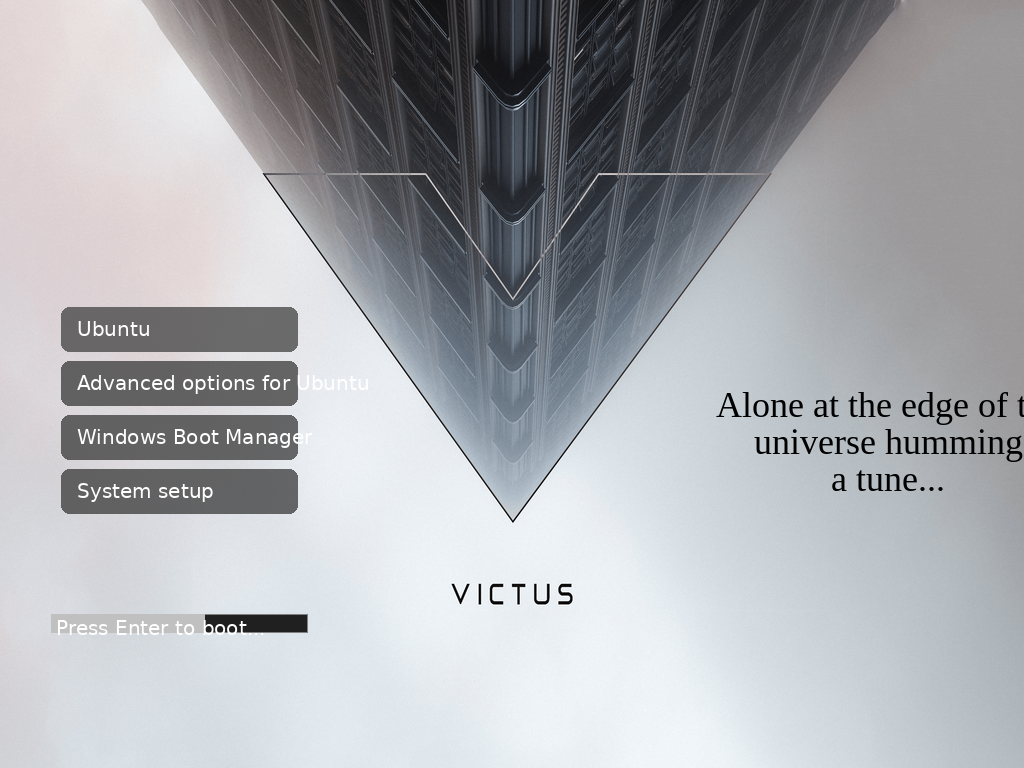 Ubuntu
Advanced options for Ubuntu
Windows Boot Manager
System setup
Alone at the edge of
universe humming
a tune...
VICTUS
Press Enter to boot...